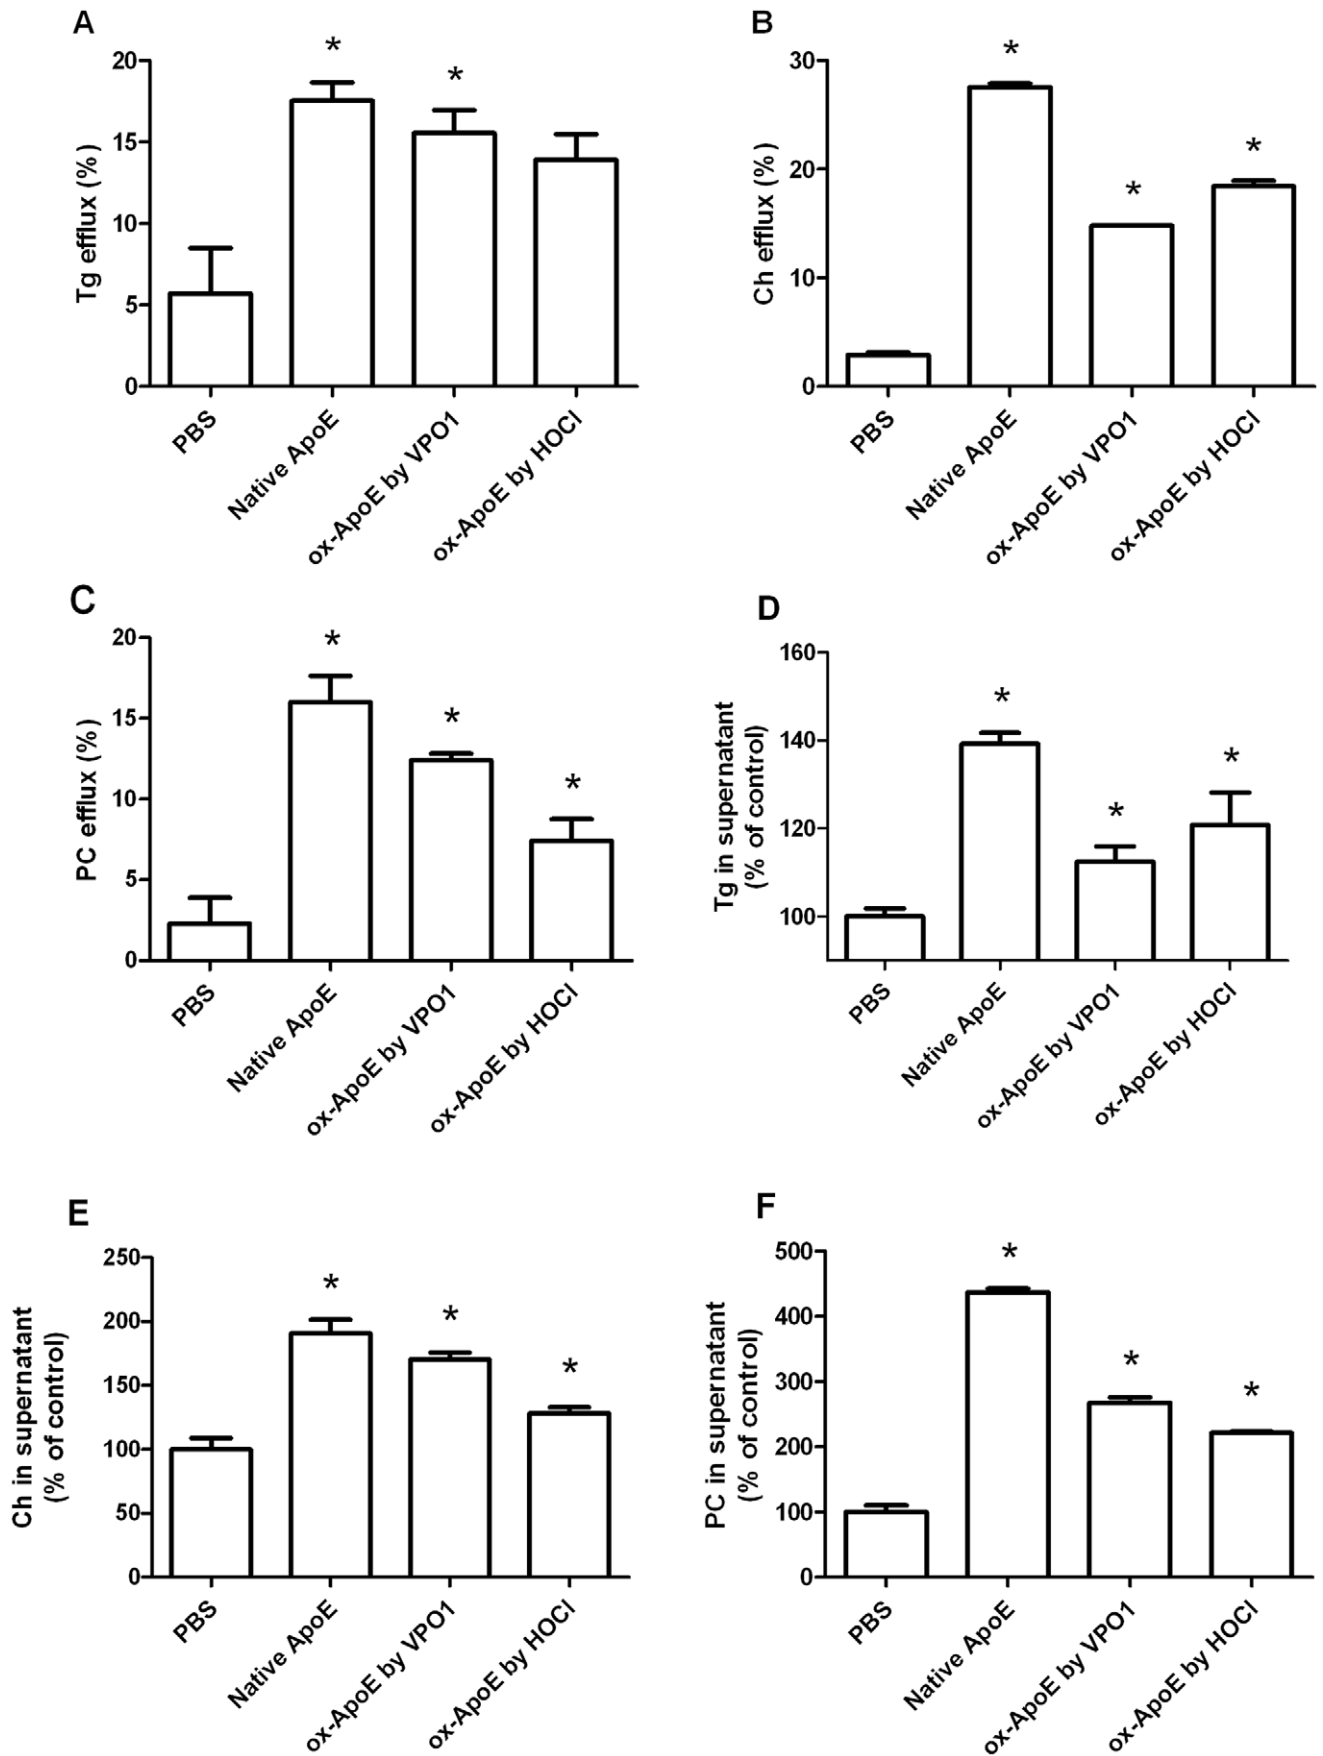 A
Tg efflux (%)
20
15
10
5
0
*
*
PBS
Native ApoE
ox-ApoE by VPO1
ox-ApoE by HOCl
B
Ch efflux (%)
30
20
10
0
*
*
*
PBS
Native ApoE
ox-ApoE by VPO1
ox-ApoE by HOCl
C
PC efflux (%)
20
15
10
5
0
*
*
*
PBS
Native ApoE
ox-ApoE by VPO1
ox-ApoE by HOCl
D
Tg in supernatant
(% of control)
160
140
120
100
*
*
*
PBS
Native ApoE
ox-ApoE by VPO1
ox-ApoE by HOCl
E
Ch in supernatant
(% of control)
250
200
150
100
50
0
*
*
*
PBS
Native ApoE
ox-ApoE by VPO1
ox-ApoE by HOCl
F
PC in supernatant
(% of control)
500
400
300
200
100
0
*
*
*
PBS
Native ApoE
ox-ApoE by VPO1
ox-ApoE by HOCl